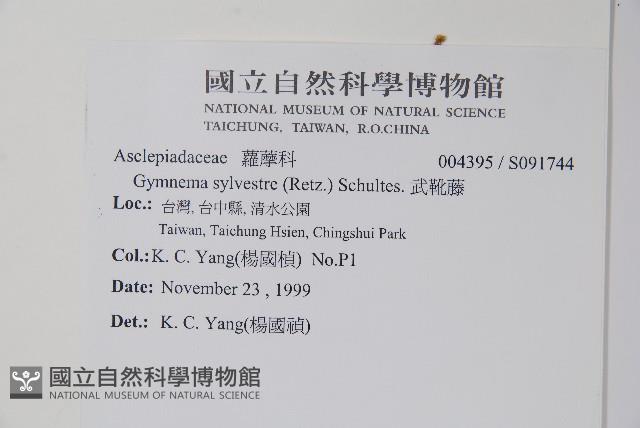 國立自然科學博物館
NATIONAL MUSEUM OF NATURAL SCIENCE
TAICHUNG, TAIWAN, R.O.CHINA
Asclepiadaceae 蘿藦科 004395 / S091744
Gymnema sylvestre (Retz.) Schultes. 武靴藤
Loc.: 台灣, 台中縣, 清水公園
Taiwan, Taichung Hsien, Chingshui Park
Col.: K. C. Yang(楊國楨) No.P1
Date: November 23 , 1999
Det.: K. C. Yang(楊國禎)
國立自然科學博物館
NATIONAL MUSEUM OF NATURAL SCIENCE